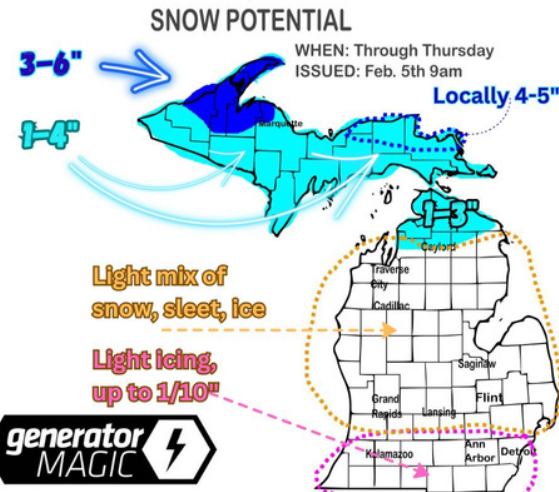 SNOW POTENTIAL
WHEN: Through Thursday
ISSUED: Feb. 5th 9am
3-6"
Locally 4-5"
Marquette
1-4"
1-3"
Gaylord
Light mix of
snow, sleet, ice
Traverse
City
Cadillac
Light icing,
up to 1/10"
Saginaw
Grand
Rapids
Lansing
Flint
generator
MAGIC
Kalamazoo
Ann
Arbor
Detroit